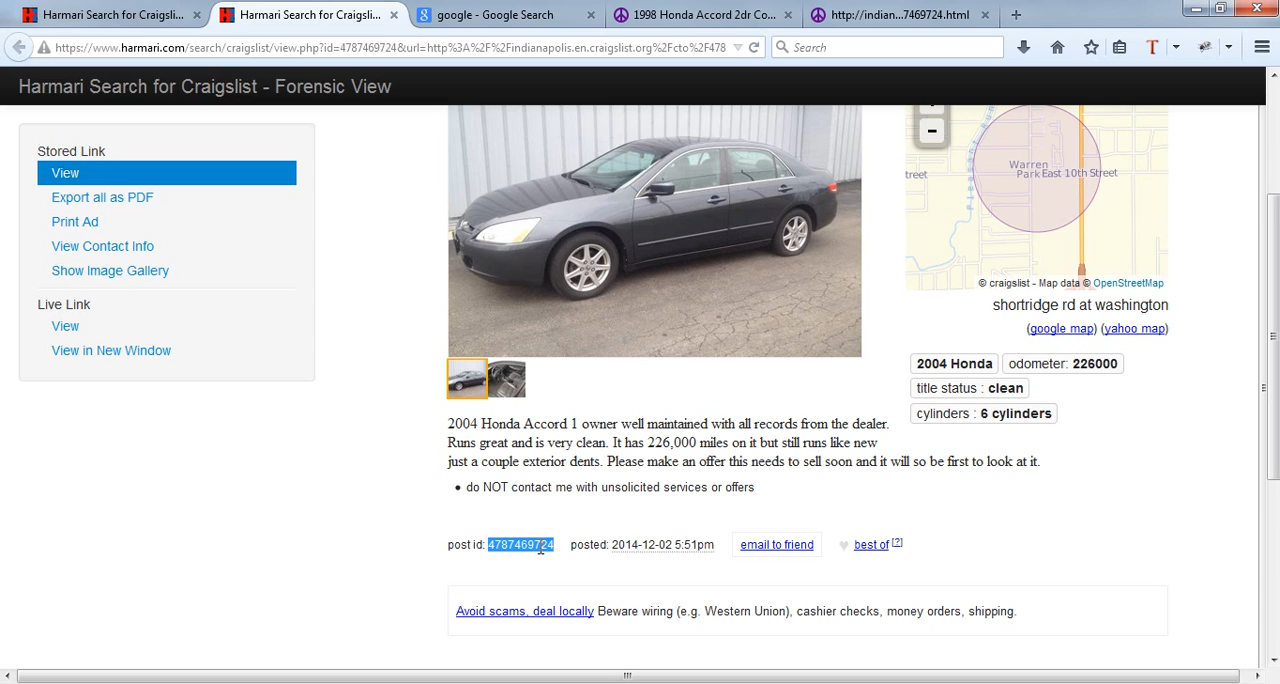 Harmari Search for Craigsli...
Harmari Search for Craigsli...
google - Google Search
1998 Honda Accord 2dr Co...
http://indian...7469724.html
https://www.harmari.com/search/craigslist/view.php?id=4787469724&url=http%3A%2F%2Findianapolis.en.craigslist.org%2Fcto%2F478
Search
Harmari Search for Craigslist - Forensic View
Stored Link
View
Export all as PDF
Print Ad
View Contact Info
Show Image Gallery
Live Link
View
View in New Window
Warren
Park
East 10th Street
treet
© craigslist - Map data © OpenStreetMap
shortridge rd at washington
(google map) (yahoo map)
2004 Honda odometer: 226000
title status : clean
cylinders : 6 cylinders
2004 Honda Accord 1 owner well maintained with all records from the dealer.
Runs great and is very clean. It has 226,000 miles on it but still runs like new
just a couple exterior dents. Please make an offer this needs to sell soon and it will so be first to look at it.
• do NOT contact me with unsolicited services or offers
post id: 4787469724 posted: 2014-12-02 5:51pm email to friend ♥ best of [?]
Avoid scams, deal locally Beware wiring (e.g. Western Union), cashier checks, money orders, shipping.